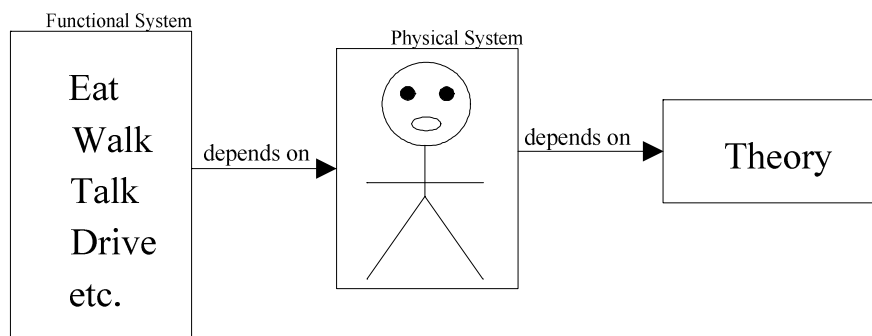 Functional System
Eat
Walk
Talk
Drive
etc.
depends on
Physical System
depends on
Theory